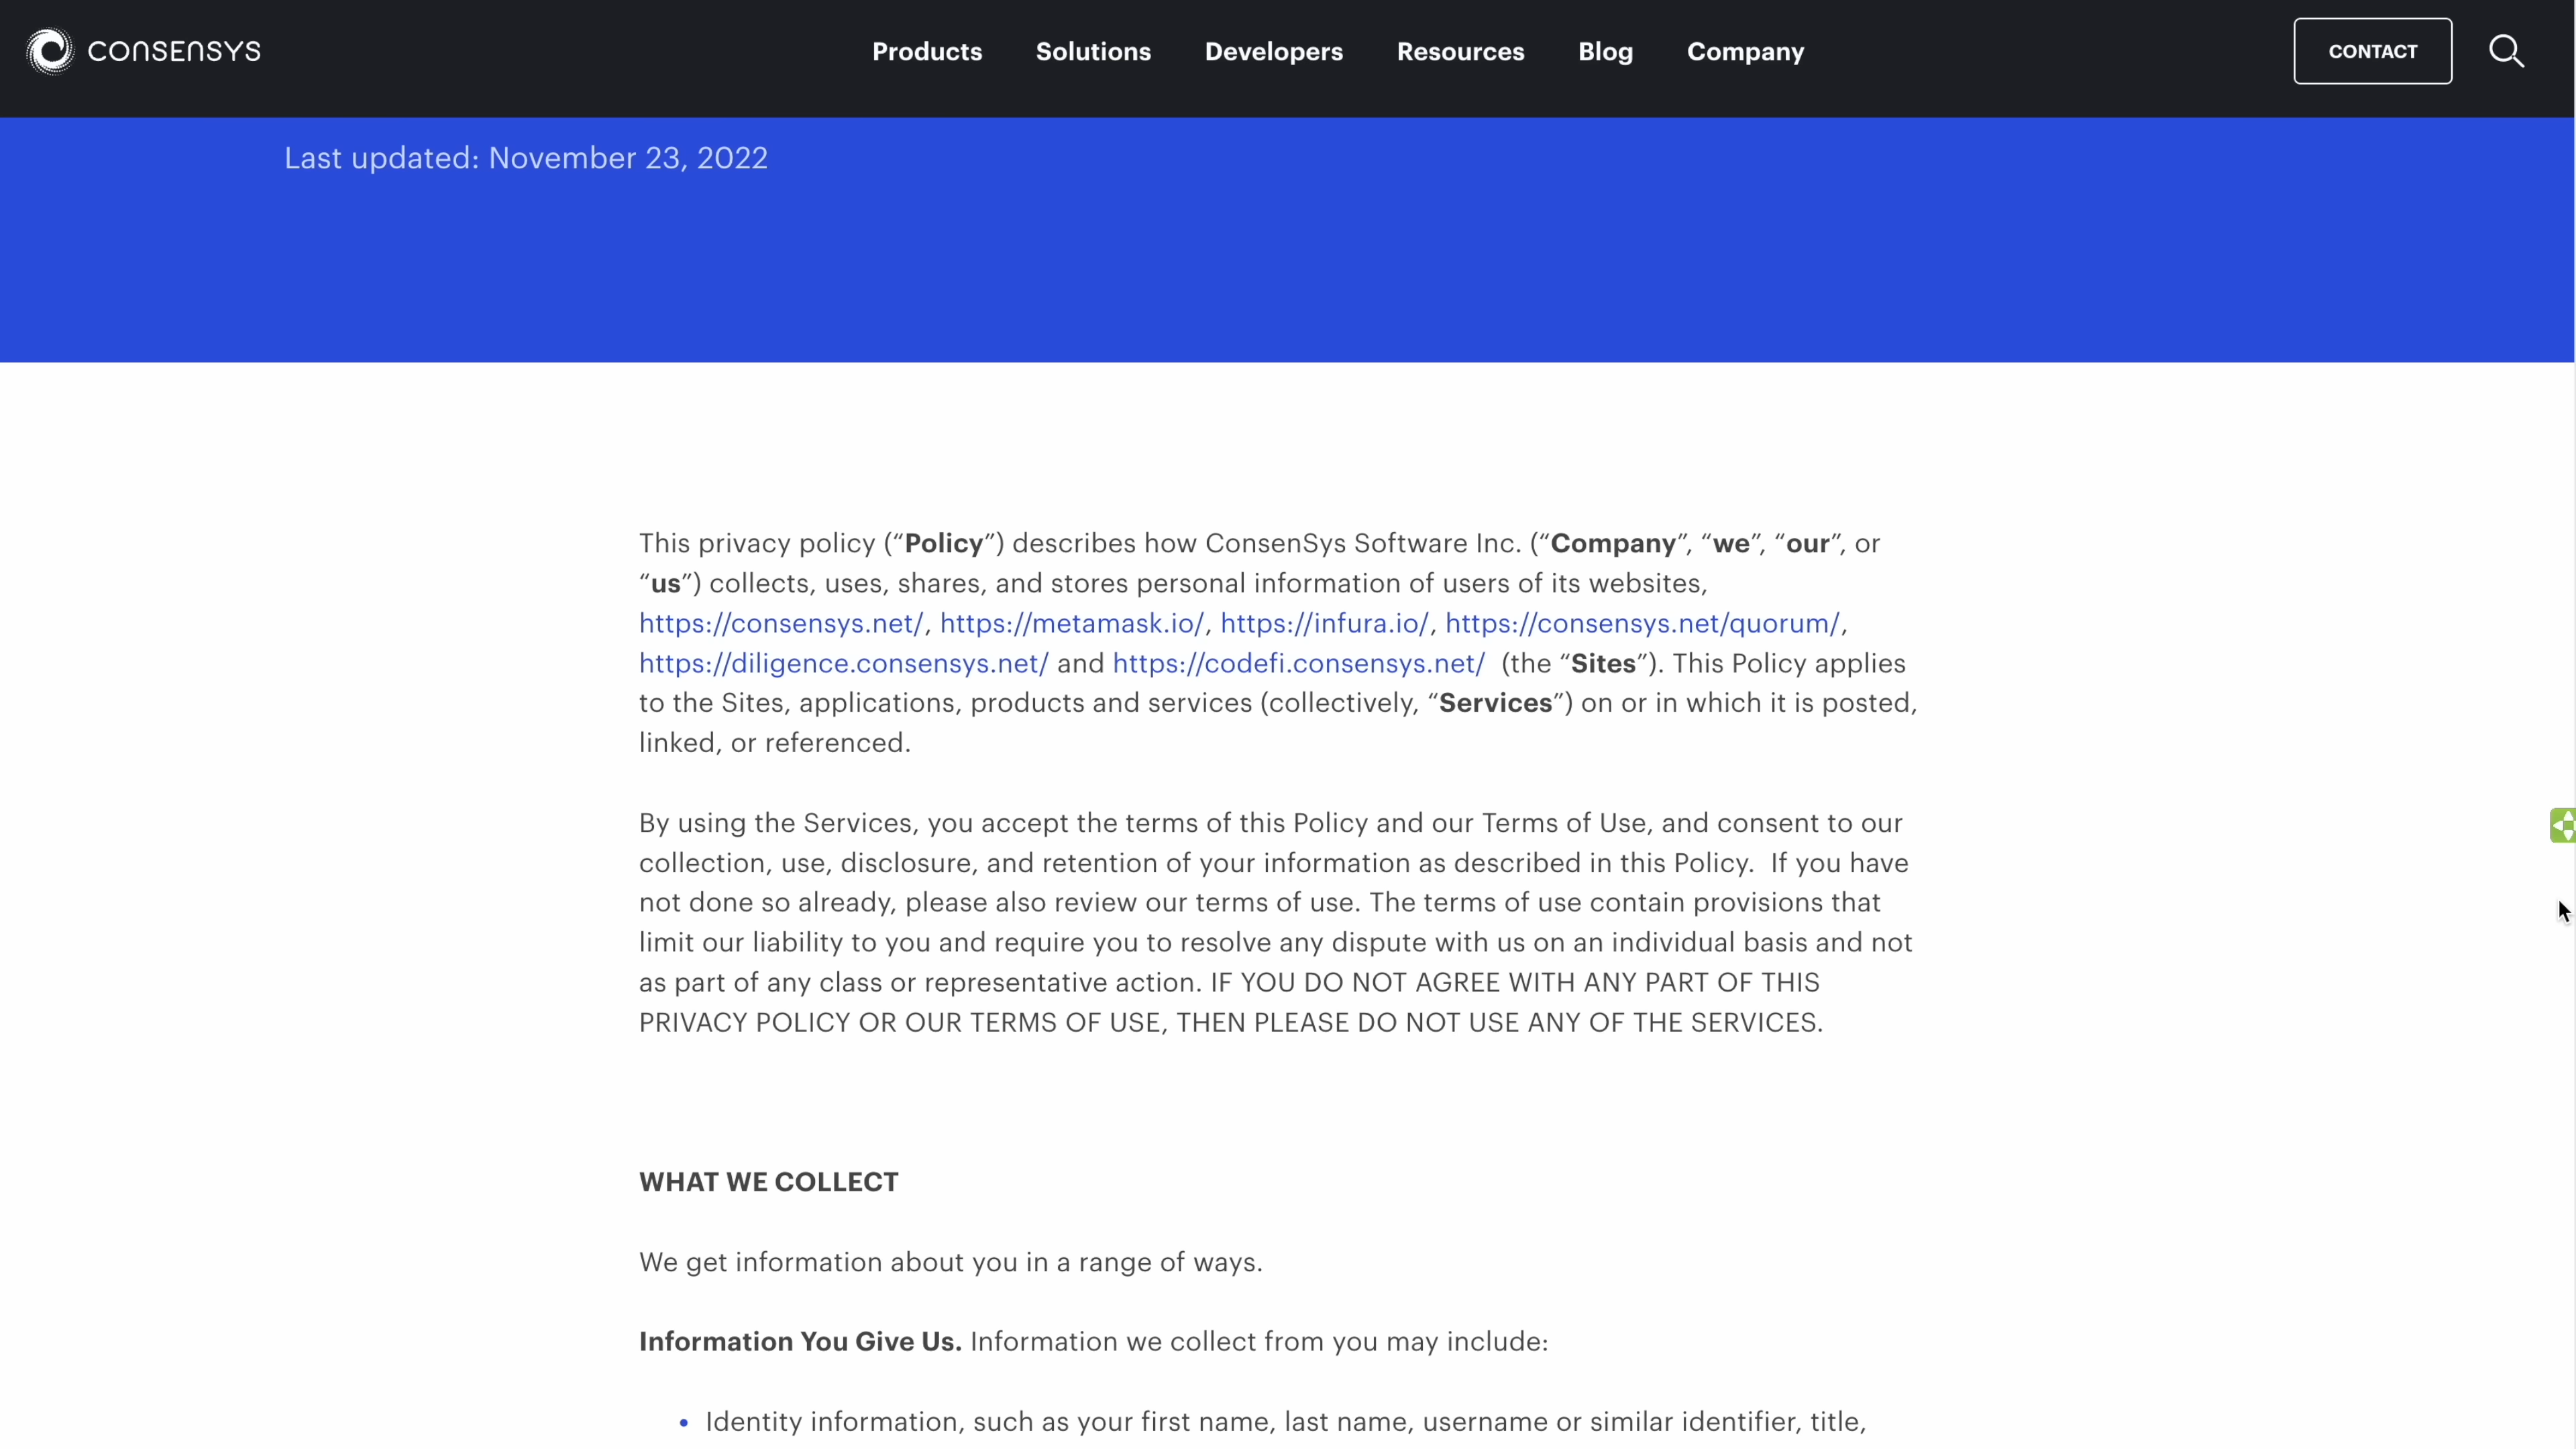 CONSENSYS
Products Solutions Developers Resources Blog Company CONTACT
Last updated: November 23, 2022
This privacy policy (“Policy”) describes how ConsenSys Software Inc. (“Company”, “we”, “our”, or
“us”) collects, uses, shares, and stores personal information of users of its websites,
https://consensys.net/, https://metamask.io/, https://infura.io/, https://consensys.net/quorum/,
https://diligence.consensys.net/ and https://codefi.consensys.net/ (the “Sites”). This Policy applies
to the Sites, applications, products and services (collectively, “Services”) on or in which it is posted,
linked, or referenced.
By using the Services, you accept the terms of this Policy and our Terms of Use, and consent to our
collection, use, disclosure, and retention of your information as described in this Policy. If you have
not done so already, please also review our terms of use. The terms of use contain provisions that
limit our liability to you and require you to resolve any dispute with us on an individual basis and not
as part of any class or representative action. IF YOU DO NOT AGREE WITH ANY PART OF THIS
PRIVACY POLICY OR OUR TERMS OF USE, THEN PLEASE DO NOT USE ANY OF THE SERVICES.
WHAT WE COLLECT
We get information about you in a range of ways.
Information You Give Us. Information we collect from you may include:
• Identity information, such as your first name, last name, username or similar identifier, title,